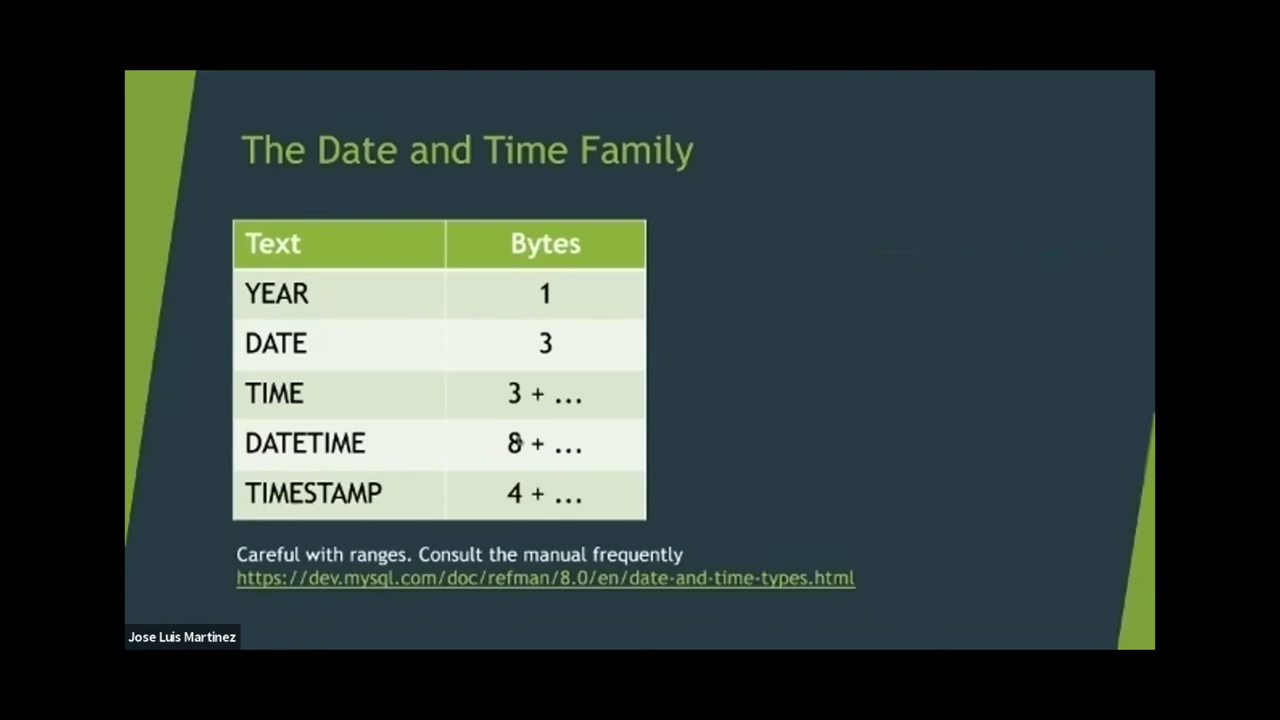 The Date and Time Family
Text Bytes
YEAR 1
DATE 3
TIME 3 + ...
DATETIME 8 + ...
TIMESTAMP 4 + ...
Careful with ranges. Consult the manual frequently
https://dev.mysql.com/doc/refman/8.0/en/date-and-time-types.html
Jose Luis Martinez